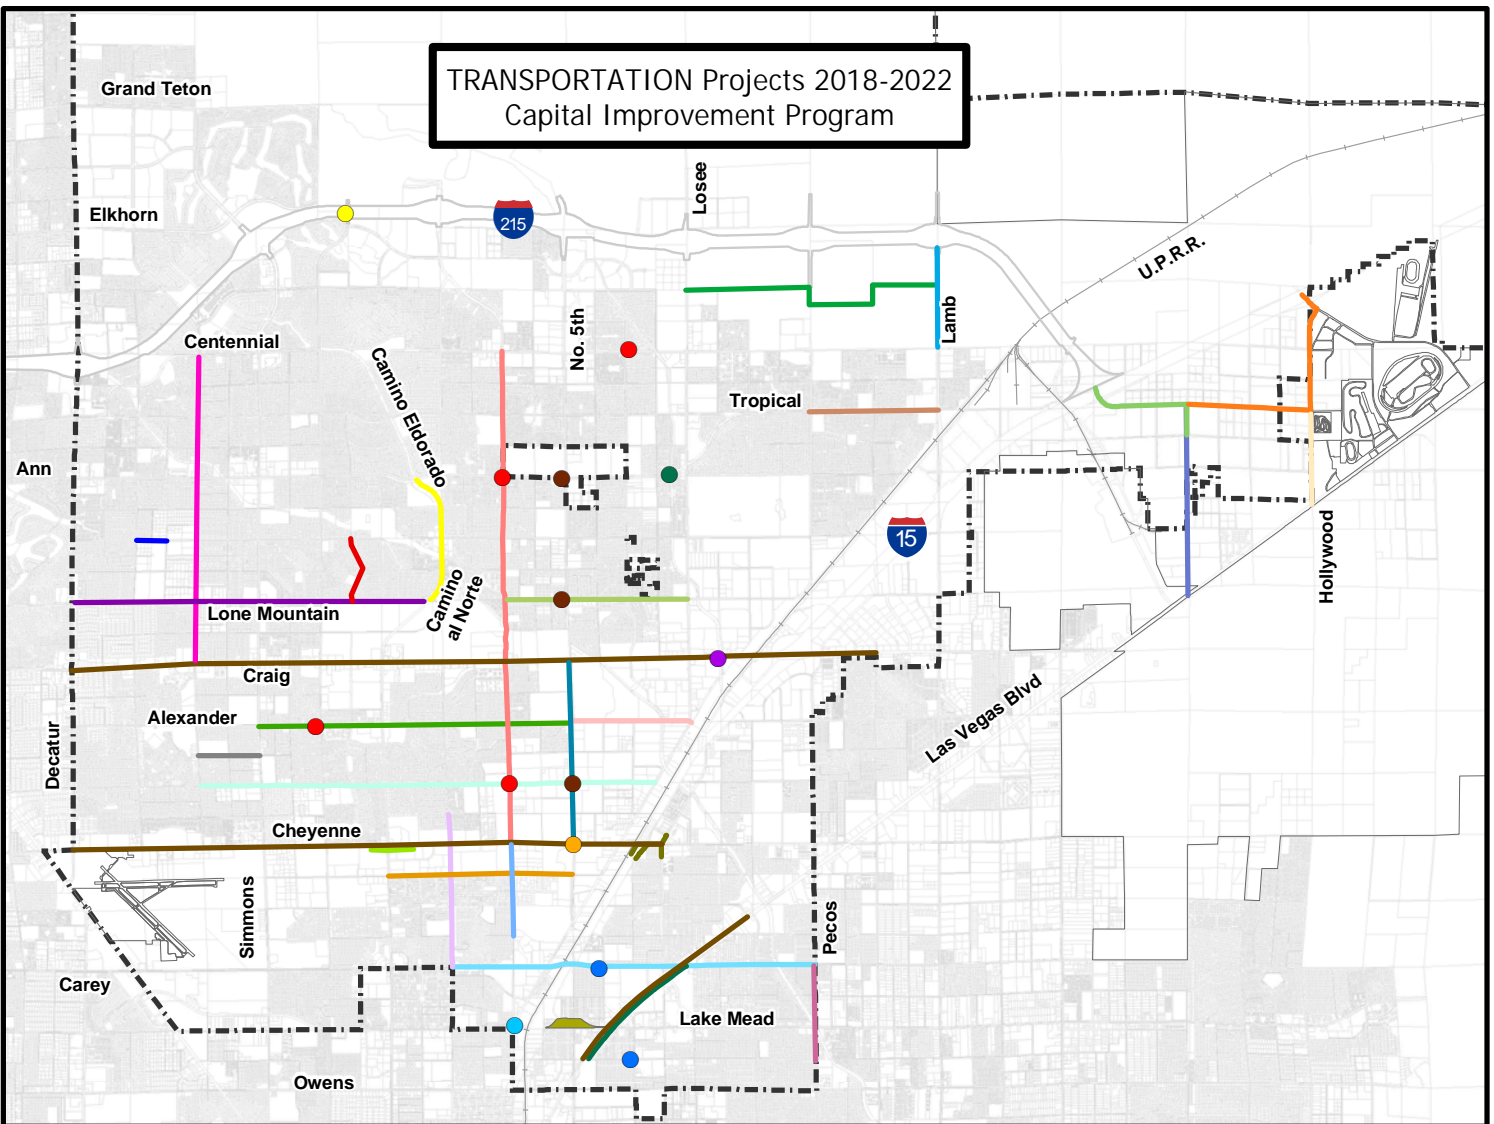 TRANSPORTATION Projects 2018-2022
Capital Improvement Program
Grand Teton
Elkhorn
215
Losee
U.P.R.R.
Centennial
Camino Eldorado
No. 5th
Lamb
Tropical
Ann
15
Hollywood
Camino
al Norte
Lone Mountain
Craig
Alexander
Decatur
Las Vegas Blvd
Cheyenne
Simmons
Pecos
Carey
Lake Mead
Owens